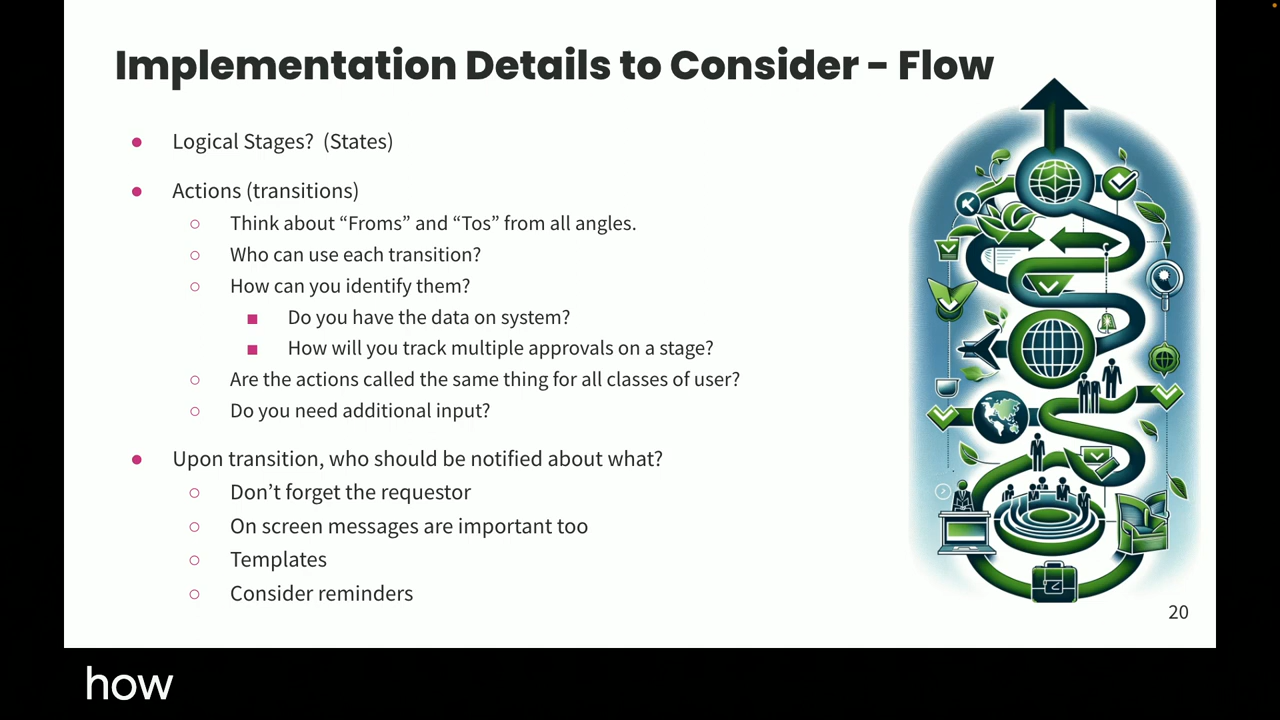 Implementation Details to Consider - Flow
Logical Stages?  (States)
Actions (transitions)
Think about “Froms” and “Tos” from all angles.
Who can use each transition?
How can you identify them?
Do you have the data on system?
How will you track multiple approvals on a stage?
Are the actions called the same thing for all classes of user?
Do you need additional input?
Upon transition, who should be notified about what?
Don’t forget the requestor
On screen messages are important too
Templates
Consider reminders
20
how